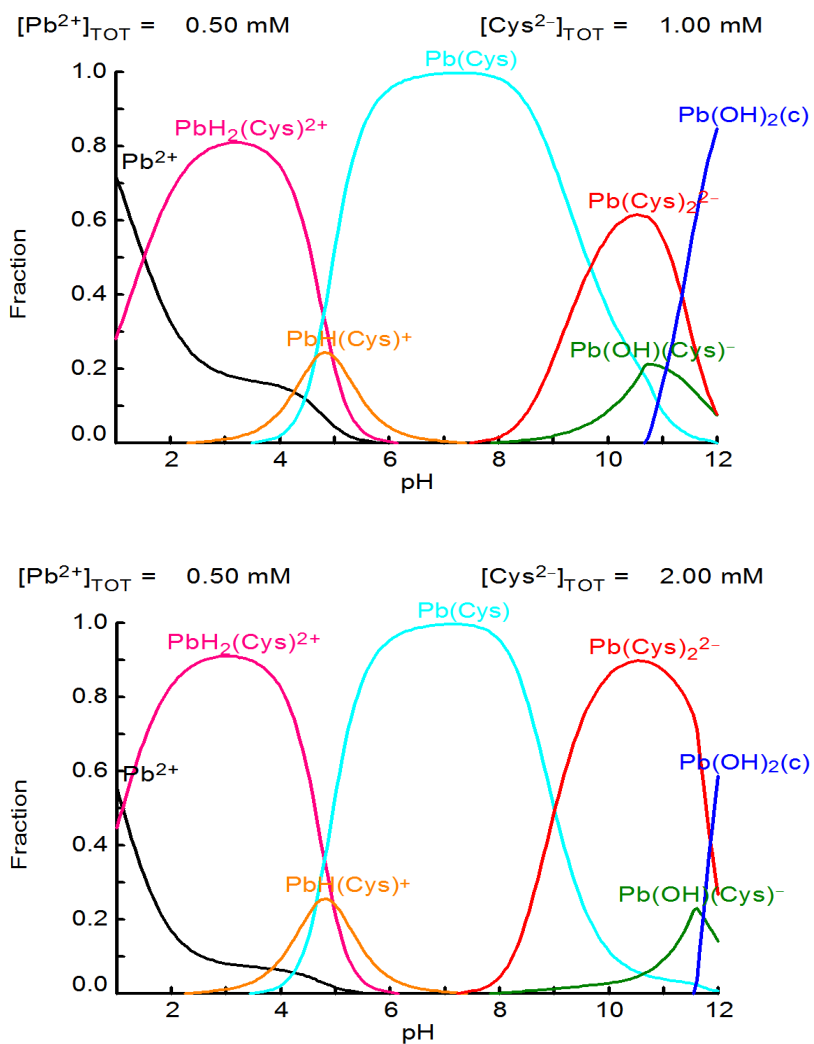 [Pb²⁺]TOT = 0.50 mM [Cys²⁻]TOT = 1.00 mM
Pb(Cys)
1.0
PbH₂(Cys)²⁺
Pb(OH)₂(c)
0.8
Pb²⁺
Pb(Cys)₂²⁻
0.6
Fraction
0.4
PbH(Cys)⁺
Pb(OH)(Cys)⁻
0.2
0.0
2 4 6 8 10 12
pH
[Pb²⁺]TOT = 0.50 mM [Cys²⁻]TOT = 2.00 mM
Pb(Cys)
1.0
PbH₂(Cys)²⁺
Pb(Cys)₂²⁻
0.8
Pb²⁺
Pb(OH)₂(c)
0.6
Fraction
0.4
PbH(Cys)⁺
Pb(OH)(Cys)⁻
0.2
0.0
2 4 6 8 10 12
pH